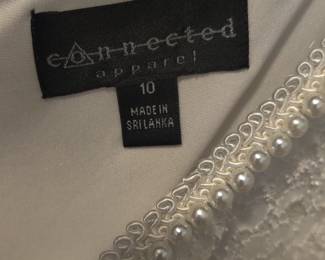 connected
apparel
10
MADE IN
SRI LANKA